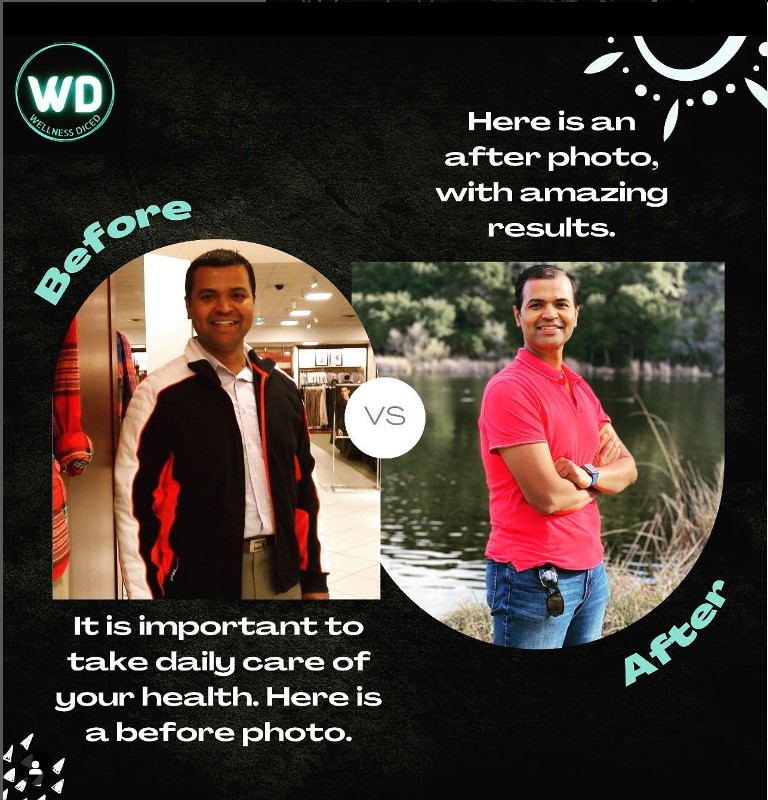 WD
WELLNESS DICED
Here is an
after photo,
with amazing
results.
Before
VS
After
It is important to
take daily care of
your health. Here is
a before photo.